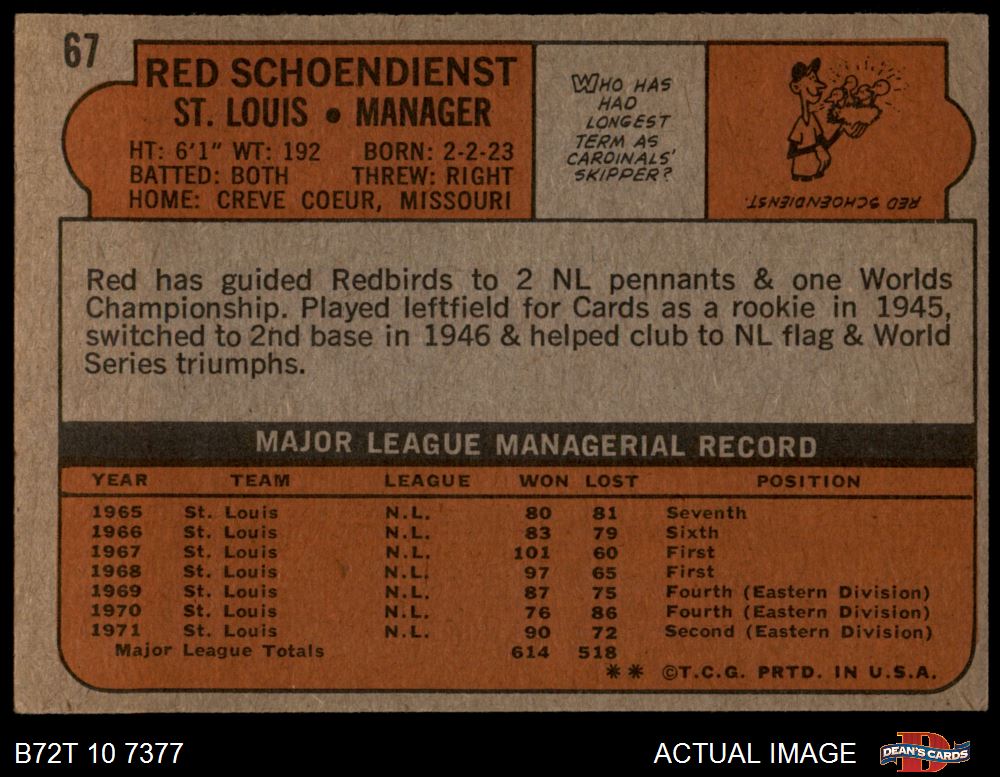 67
RED SCHOENDIENST
ST. LOUIS • MANAGER
HT: 6'1" WT: 192 BORN: 2-2-23
BATTED: BOTH THREW: RIGHT
HOME: CREVE COEUR, MISSOURI
WHO HAS
HAD
LONGEST
TERM AS
CARDINALS'
SKIPPER?
RED SCHOENDIENST.
Red has guided Redbirds to 2 NL pennants & one Worlds
Championship. Played leftfield for Cards as a rookie in 1945,
switched to 2nd base in 1946 & helped club to NL flag & World
Series triumphs.
MAJOR LEAGUE MANAGERIAL RECORD
YEAR TEAM LEAGUE WON LOST POSITION
1965 St. Louis N.L. 80 81 Seventh
1966 St. Louis N.L. 83 79 Sixth
1967 St. Louis N.L. 101 60 First
1968 St. Louis N.L. 97 65 First
1969 St. Louis N.L. 87 75 Fourth (Eastern Division)
1970 St. Louis N.L. 76 86 Fourth (Eastern Division)
1971 St. Louis N.L. 90 72 Second (Eastern Division)
Major League Totals 614 518
** ©T.C.G. PRTD. IN U.S.A.
B72T 10 7377 ACTUAL IMAGE D DEAN'S CARDS